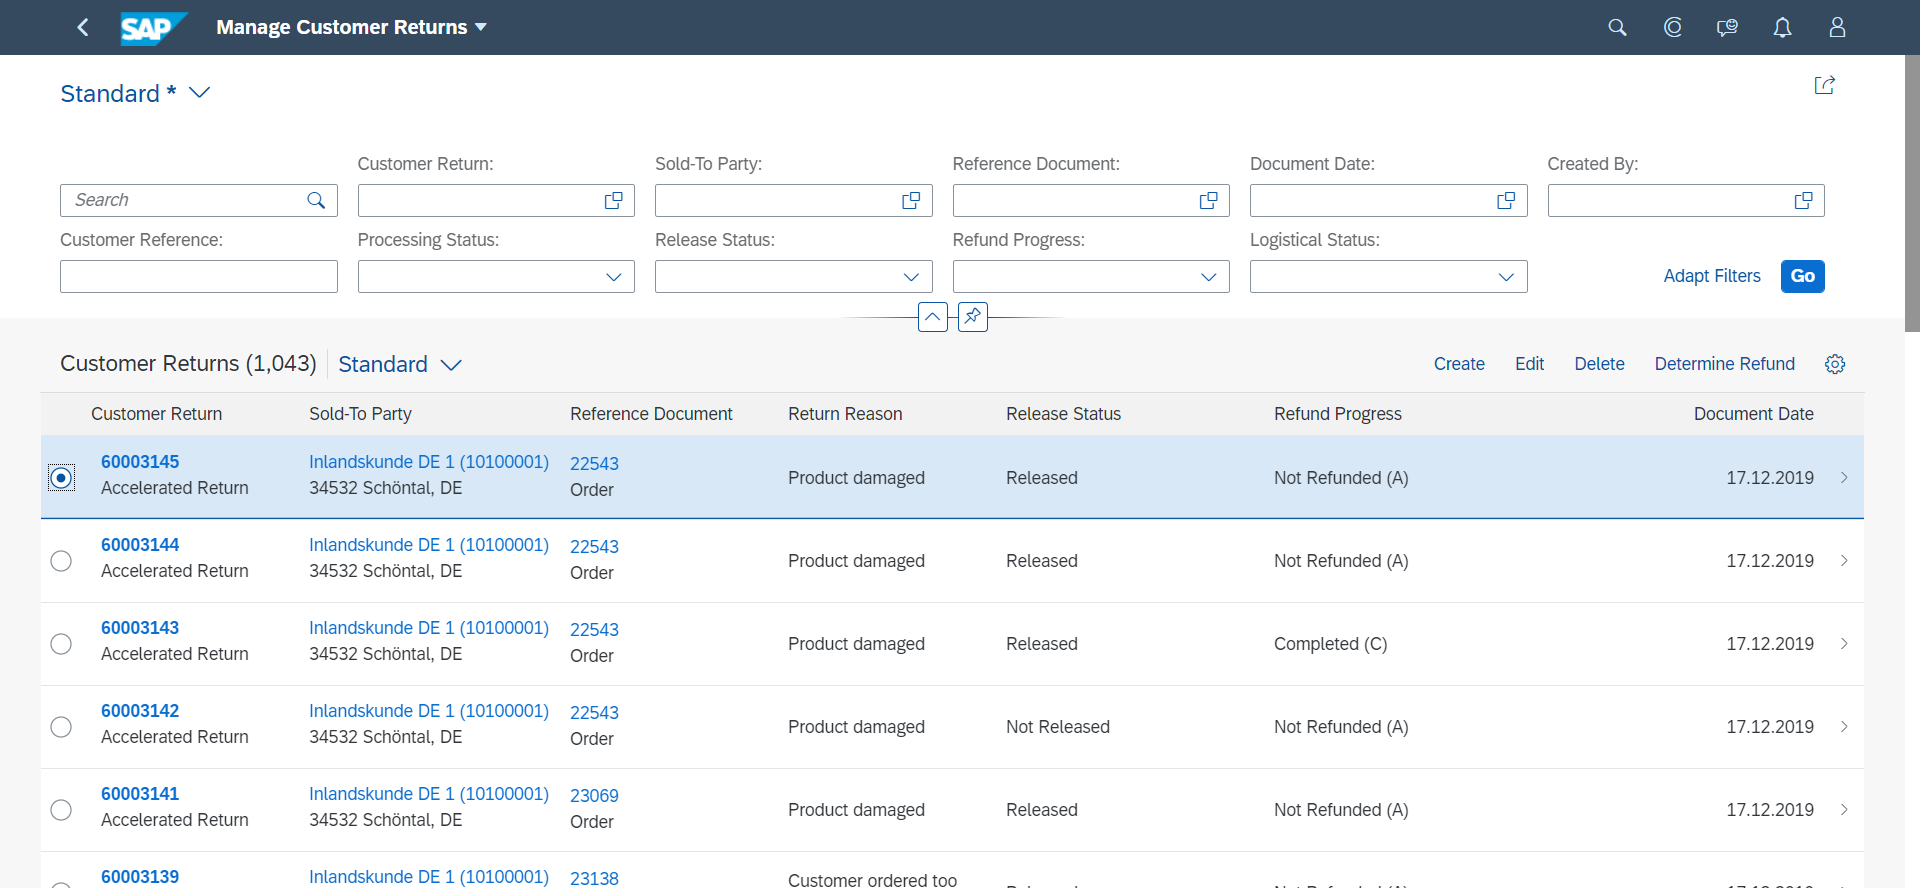 SAP Manage Customer Returns
Standard *
Customer Return: Sold-To Party: Reference Document: Document Date: Created By:
Search
Customer Reference: Processing Status: Release Status: Refund Progress: Logistical Status:
Adapt Filters Go
Customer Returns (1,043) Standard Create Edit Delete Determine Refund
Customer Return Sold-To Party Reference Document Return Reason Release Status Refund Progress Document Date
60003145 Inlandskunde DE 1 (10100001) 22543
Product damaged Released Not Refunded (A) 17.12.2019
Accelerated Return 34532 Schöntal, DE Order
60003144 Inlandskunde DE 1 (10100001) 22543
Product damaged Released Not Refunded (A) 17.12.2019
Accelerated Return 34532 Schöntal, DE Order
60003143 Inlandskunde DE 1 (10100001) 22543
Product damaged Released Completed (C) 17.12.2019
Accelerated Return 34532 Schöntal, DE Order
60003142 Inlandskunde DE 1 (10100001) 22543
Product damaged Not Released Not Refunded (A) 17.12.2019
Accelerated Return 34532 Schöntal, DE Order
60003141 Inlandskunde DE 1 (10100001) 23069
Product damaged Released Not Refunded (A) 17.12.2019
Accelerated Return 34532 Schöntal, DE Order
60003139 Inlandskunde DE 1 (10100001) 23138
Customer ordered too